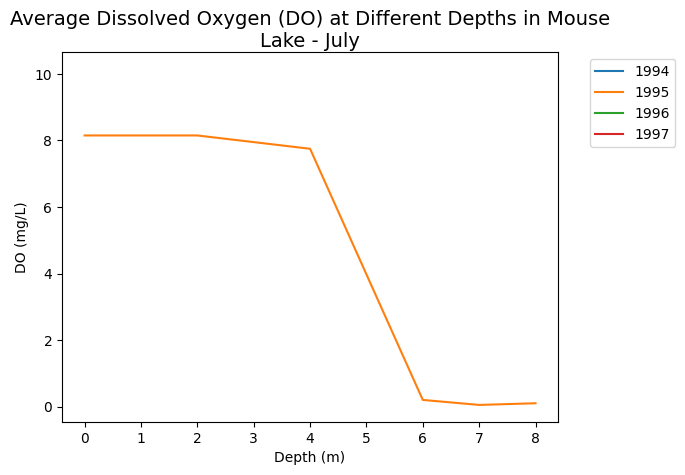 Average Dissolved Oxygen (DO) at Different Depths in Mouse
Lake - July
1994
1995
1996
1997
10
8
6
4
2
0
DO (mg/L)
0 1 2 3 4 5 6 7 8
Depth (m)